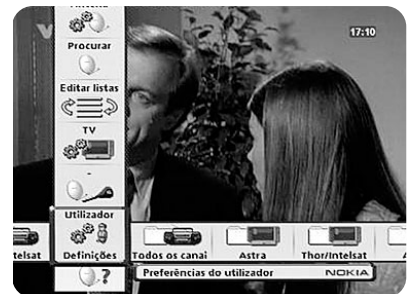 17:10
Procurar
Editar listas
TV
-
Utilizador
Definições
Todos os canai
Astra
Thor/Intelsat
telsat
A
?
Preferências do utilizador
NOKIA